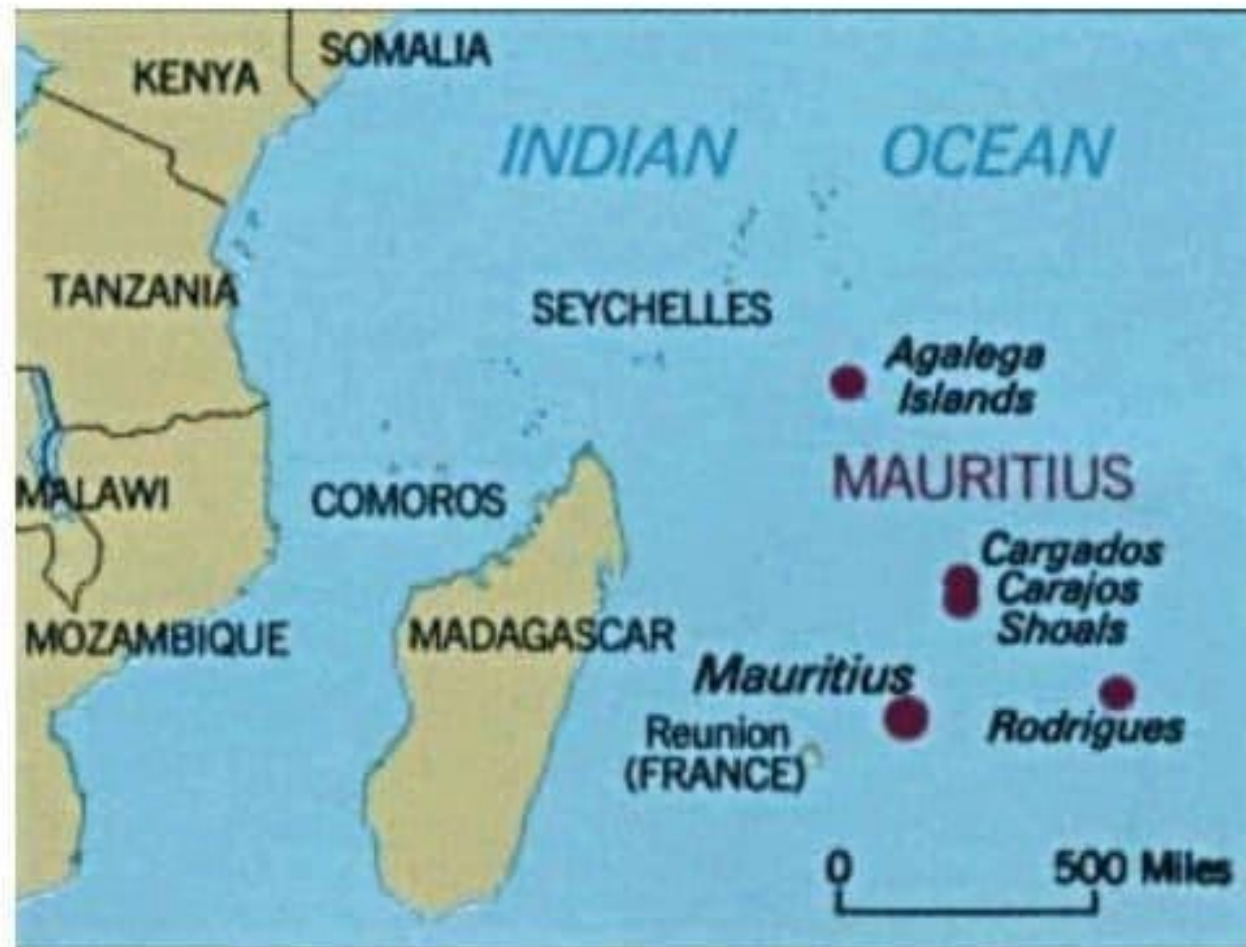 SOMALIA
KENYA
INDIAN OCEAN
TANZANIA
SEYCHELLES
Agalega
Islands
MAURITIUS
MALAWI
COMOROS
Cargados
Carajos
Shoals
MOZAMBIQUE
MADAGASCAR
Mauritius
Rodrigues
Reunion
(FRANCE)
0 500 Miles